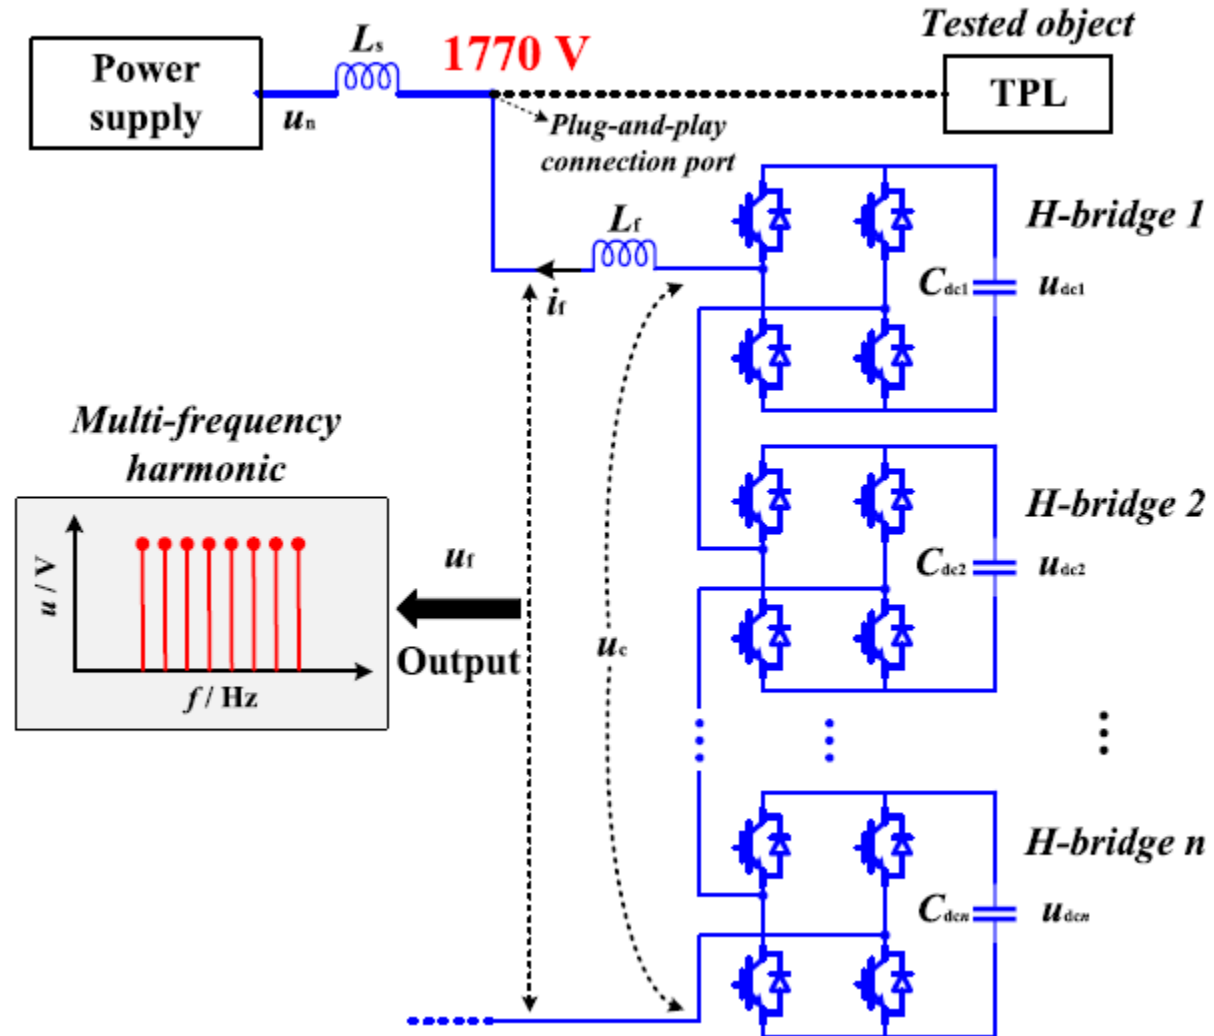 Tested object
Power
supply
Ls
1770 V
TPL
un
Plug-and-play
connection port
H-bridge 1
Lf
Cdc1
udc1
if
Multi-frequency
harmonic
H-bridge 2
Cdc2
udc2
u / V
f / Hz
uf
Output
uc
H-bridge n
Cdcn
udcn